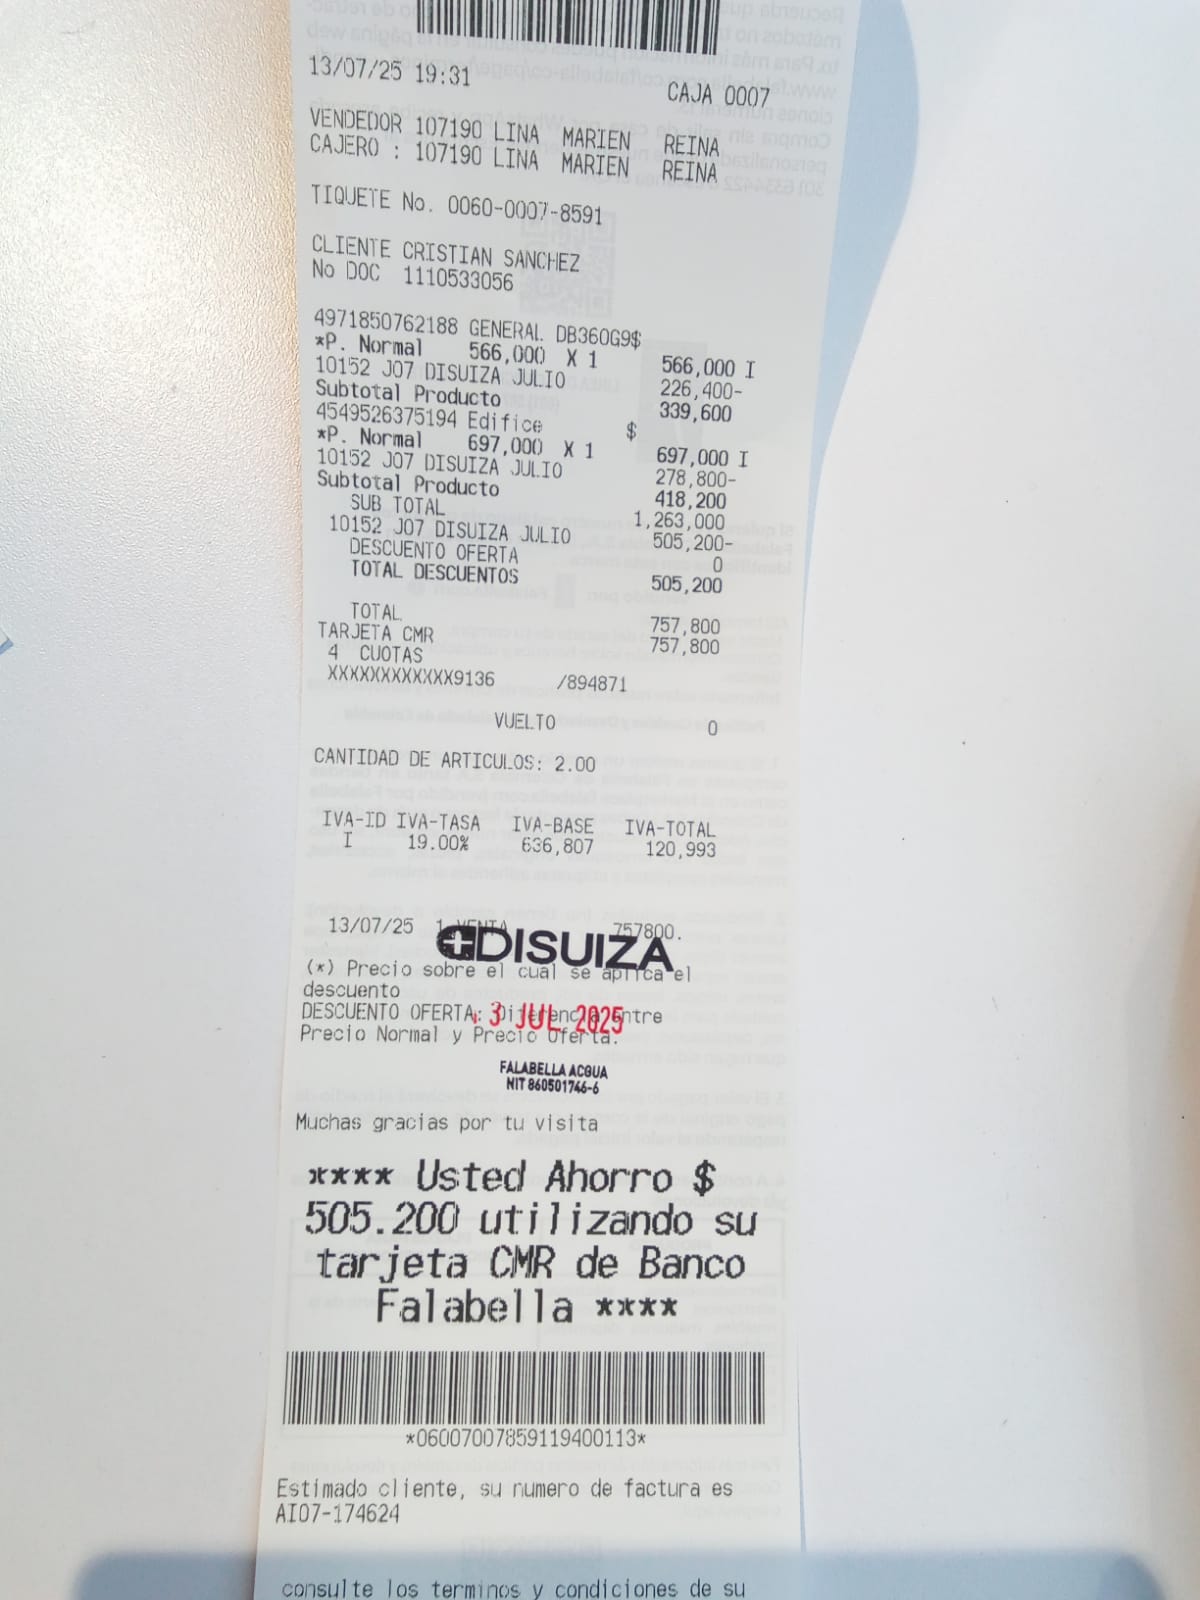 13/07/25 19:31 CAJA 0007
VENDEDOR 107190 LINA MARIEN REINA
CAJERO : 107190 LINA MARIEN REINA
TIQUETE No. 0060-0007-8591
CLIENTE CRISTIAN SANCHEZ
No DOC 1110533056
4971850762188 GENERAL DB360G9$
*P. Normal 566,000 X 1 566,000 I
10152 J07 DISUIZA JULIO 226,400-
Subtotal Producto 339,600
4549526375194 Edifice $
*P. Normal 697,000 X 1 697,000 I
10152 J07 DISUIZA JULIO 278,800-
Subtotal Producto 418,200
SUB TOTAL 1,263,000
10152 J07 DISUIZA JULIO 505,200-
DESCUENTO OFERTA 0
TOTAL DESCUENTOS 505,200
TOTAL 757,800
TARJETA CMR 757,800
4 CUOTAS
XXXXXXXXXXXX9136 /894871
VUELTO 0
CANTIDAD DE ARTICULOS: 2.00
IVA-ID IVA-TASA IVA-BASE IVA-TOTAL
I 19.00% 636,807 120,993
13/07/25 1 VENTA 757800.
DISUIZA
(*) Precio sobre el cual se aplica el
descuento
DESCUENTO OFERTA: Diferencia entre
3 JUL 2025
Precio Normal y Precio Oferta.
FALABELLA ACQUA
NIT 860501746-6
Muchas gracias por tu visita
**** Usted Ahorro $
505.200 utilizando su
tarjeta CMR de Banco
Falabella ****
*06007007859119400113*
Estimado cliente, su numero de factura es
AI07-174624
consulte los terminos y condiciones de su